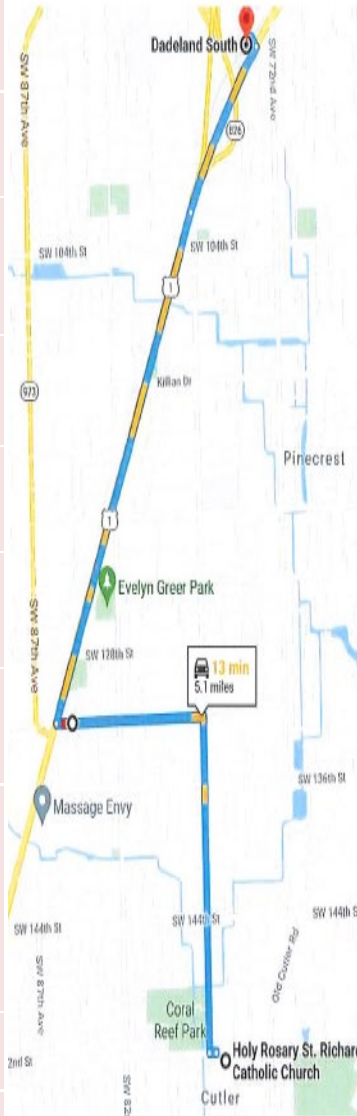 Dadeland South
SW 72nd Ave
SW 87th Ave
826
SW 104th St
SW 104th St
1
Killian Dr
973
Pinecrest
1
Evelyn Greer Park
SW 87th Ave
SW 128th St
13 min
5.1 miles
SW 136th St
Massage Envy
SW 144th St
SW 144th S
SW 144th St
Old Cutler Rd
SW 87th Ave
Coral
Reef Park
Holy Rosary St. Richard
Catholic Church
2nd St
SW 82
Cutler